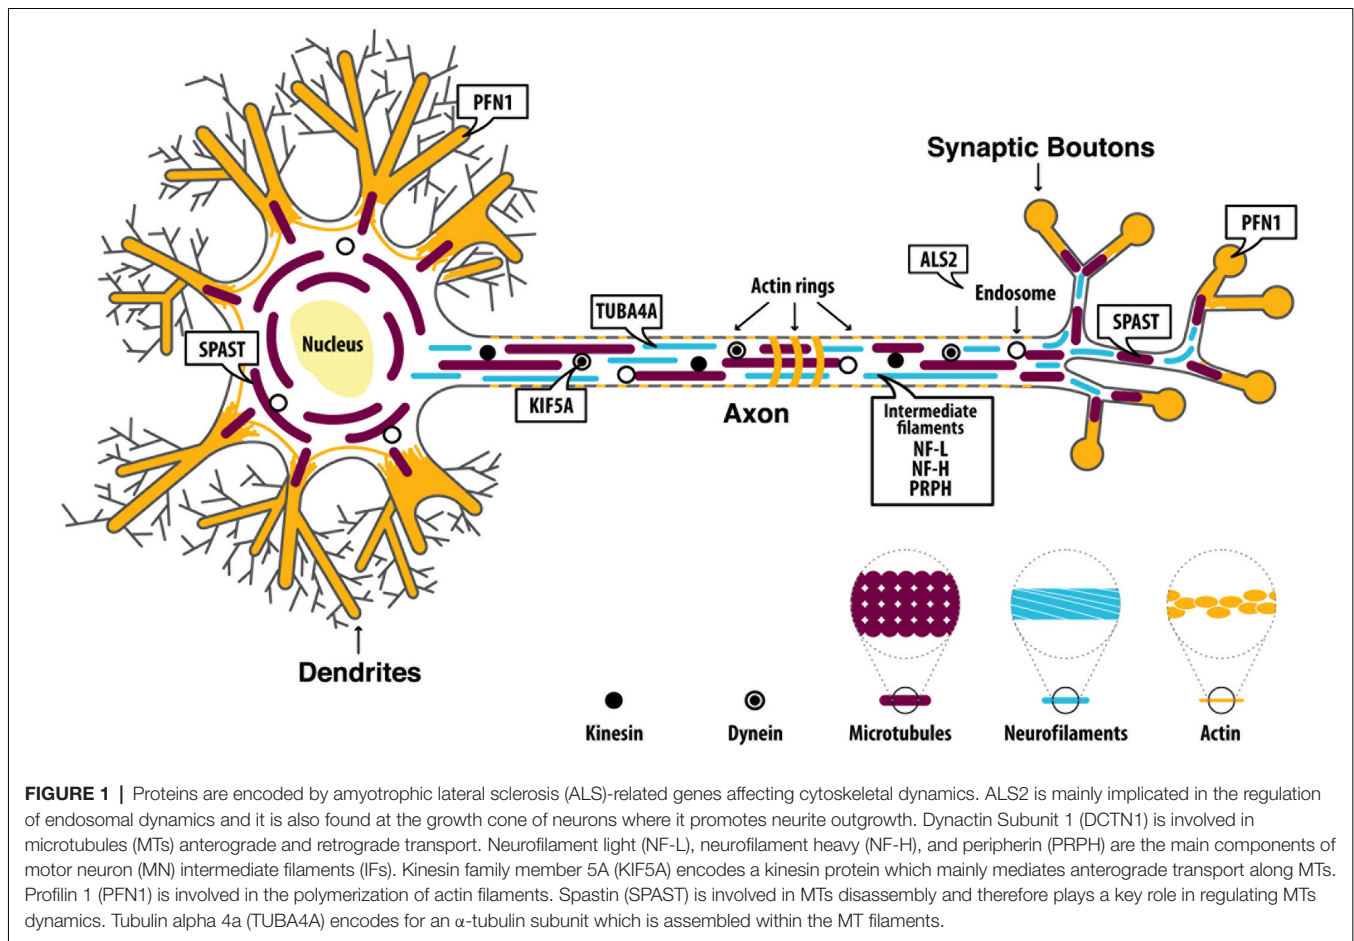 PFN1
Synaptic Boutons
PFN1
ALS2
Actin rings
Endosome
TUBA4A
SPAST
SPAST
Nucleus
KIF5A
Axon
Intermediate
filaments
NF-L
NF-H
PRPH
Dendrites
Kinesin
Dynein
Microtubules
Neurofilaments
Actin
FIGURE 1 | Proteins are encoded by amyotrophic lateral sclerosis (ALS)-related genes affecting cytoskeletal dynamics. ALS2 is mainly implicated in the regulation
of endosomal dynamics and it is also found at the growth cone of neurons where it promotes neurite outgrowth. Dynactin Subunit 1 (DCTN1) is involved in
microtubules (MTs) anterograde and retrograde transport. Neurofilament light (NF-L), neurofilament heavy (NF-H), and peripherin (PRPH) are the main components of
motor neuron (MN) intermediate filaments (IFs). Kinesin family member 5A (KIF5A) encodes a kinesin protein which mainly mediates anterograde transport along MTs.
Profilin 1 (PFN1) is involved in the polymerization of actin filaments. Spastin (SPAST) is involved in MTs disassembly and therefore plays a key role in regulating MTs
dynamics. Tubulin alpha 4a (TUBA4A) encodes for an α-tubulin subunit which is assembled within the MT filaments.